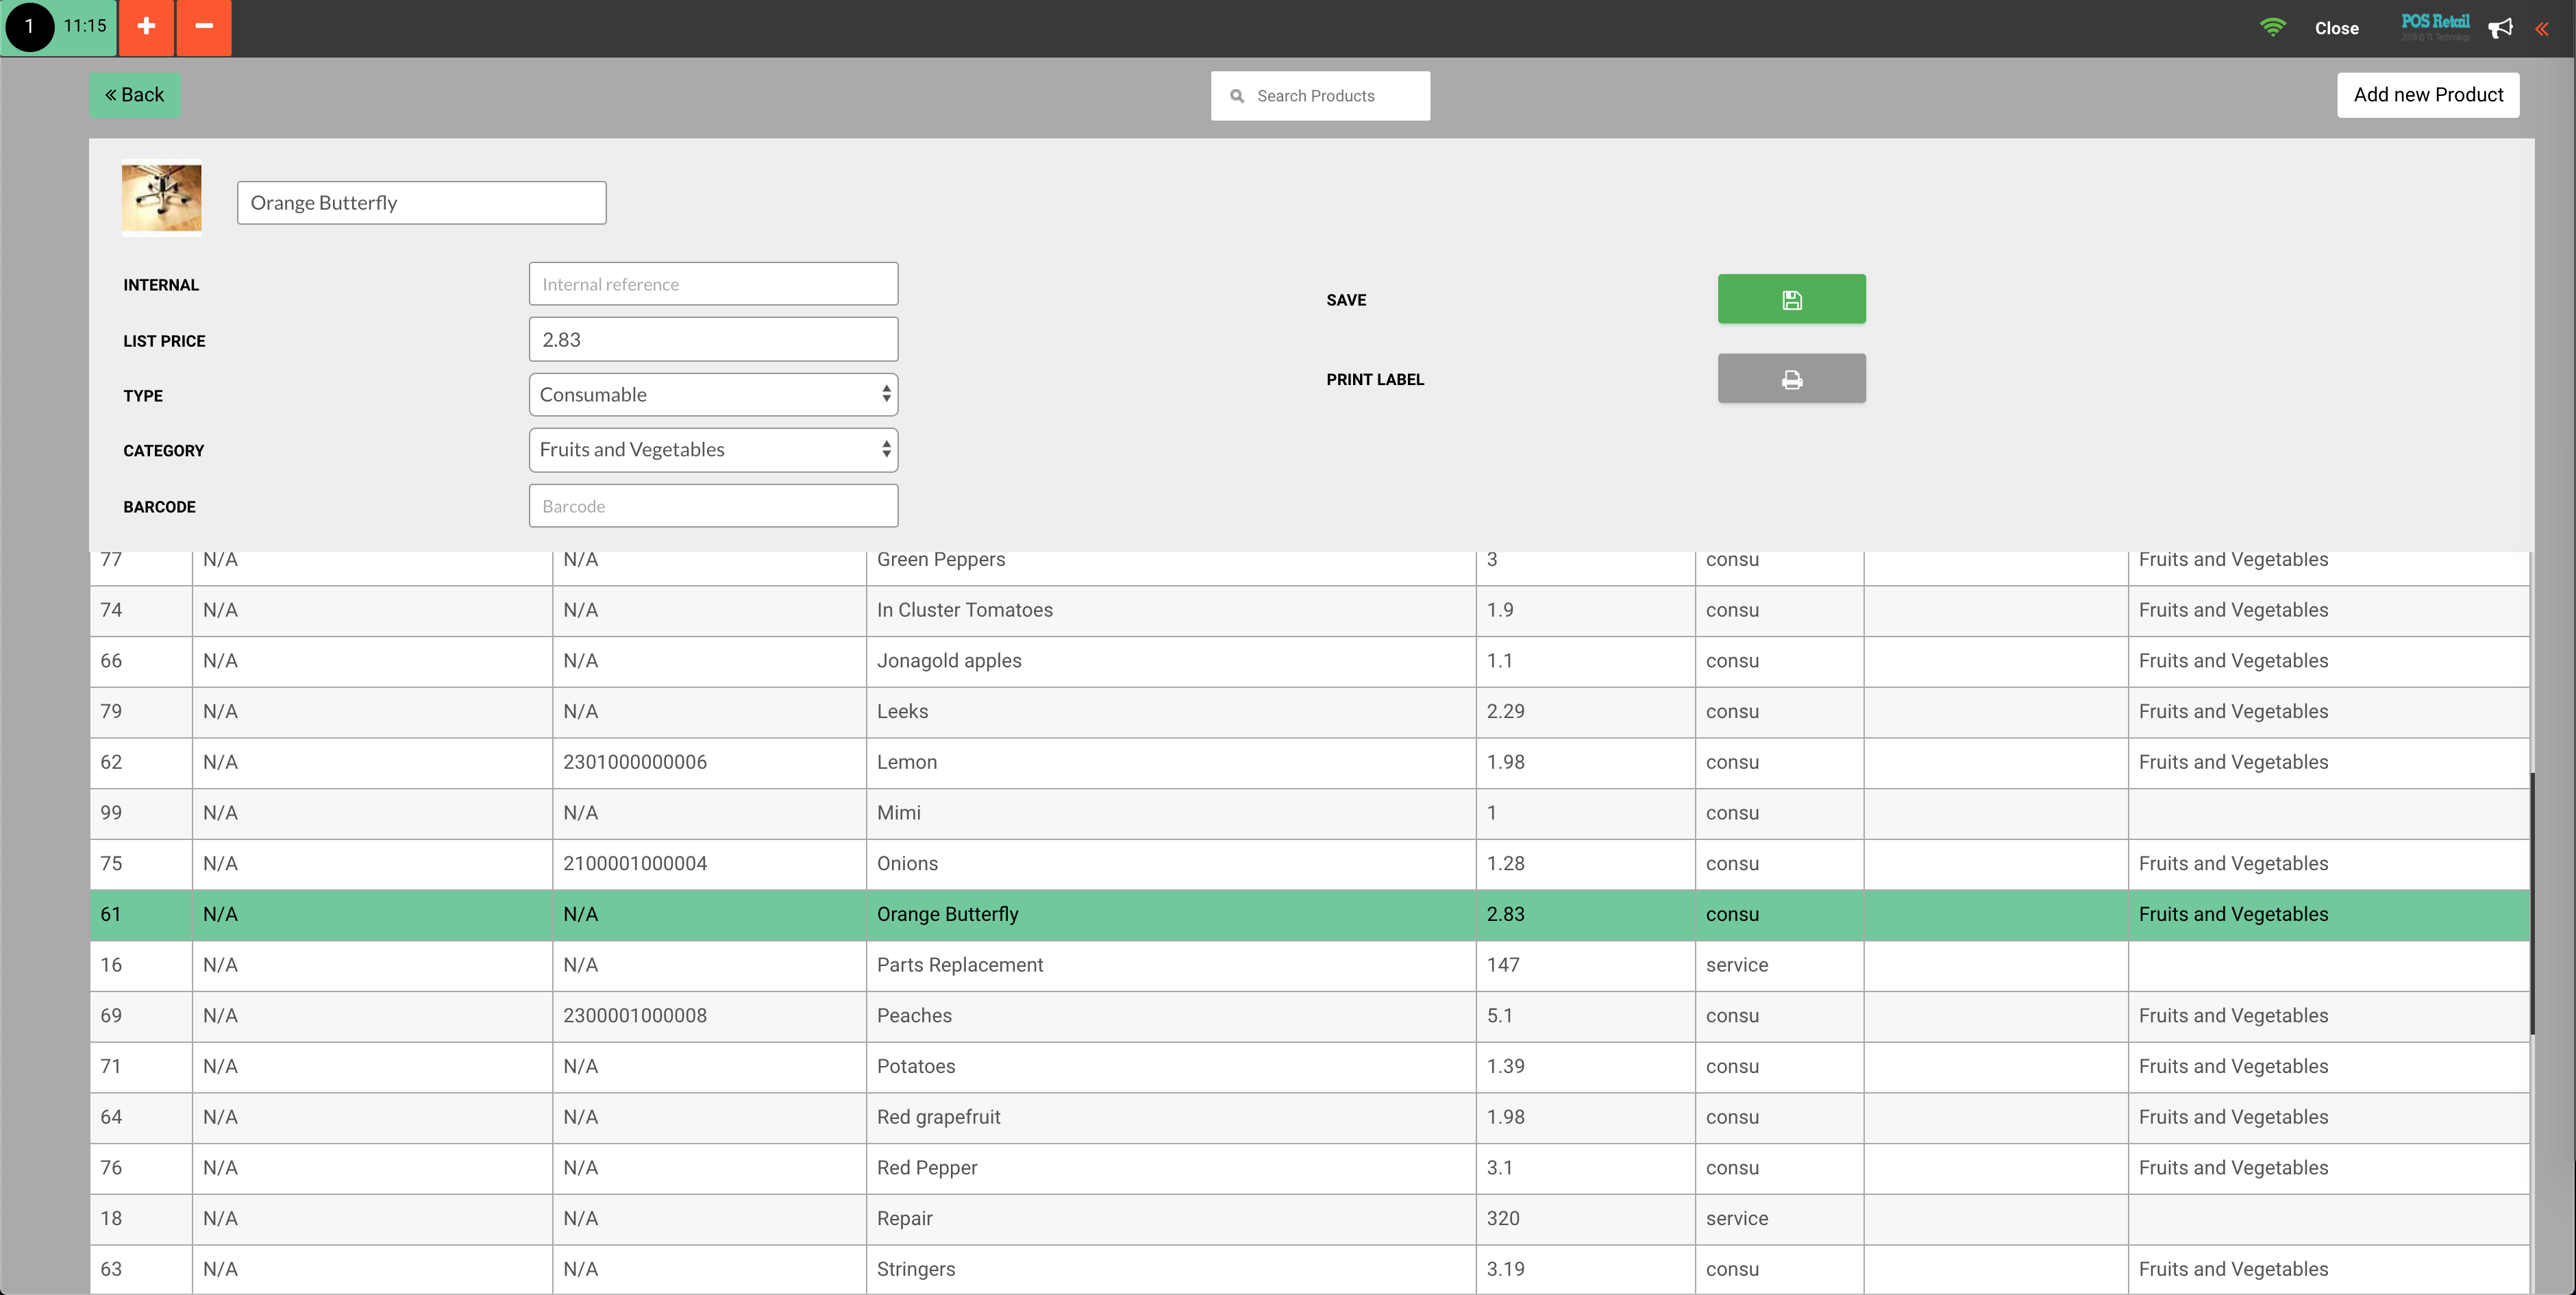 1 11:15 Close POS Retail
2018 © TL Technology
Back Search Products Add new Product
Orange Butterfly
INTERNAL Internal reference
SAVE
LIST PRICE 2.83
PRINT LABEL
TYPE Consumable
CATEGORY Fruits and Vegetables
BARCODE Barcode
77 N/A N/A Green Peppers 3 consu Fruits and Vegetables
74 N/A N/A In Cluster Tomatoes 1.9 consu Fruits and Vegetables
66 N/A N/A Jonagold apples 1.1 consu Fruits and Vegetables
79 N/A N/A Leeks 2.29 consu Fruits and Vegetables
62 N/A 2301000000006 Lemon 1.98 consu Fruits and Vegetables
99 N/A N/A Mimi 1 consu
75 N/A 2100001000004 Onions 1.28 consu Fruits and Vegetables
61 N/A N/A Orange Butterfly 2.83 consu Fruits and Vegetables
16 N/A N/A Parts Replacement 147 service
69 N/A 2300001000008 Peaches 5.1 consu Fruits and Vegetables
71 N/A N/A Potatoes 1.39 consu Fruits and Vegetables
64 N/A N/A Red grapefruit 1.98 consu Fruits and Vegetables
76 N/A N/A Red Pepper 3.1 consu Fruits and Vegetables
18 N/A N/A Repair 320 service
63 N/A N/A Stringers 3.19 consu Fruits and Vegetables